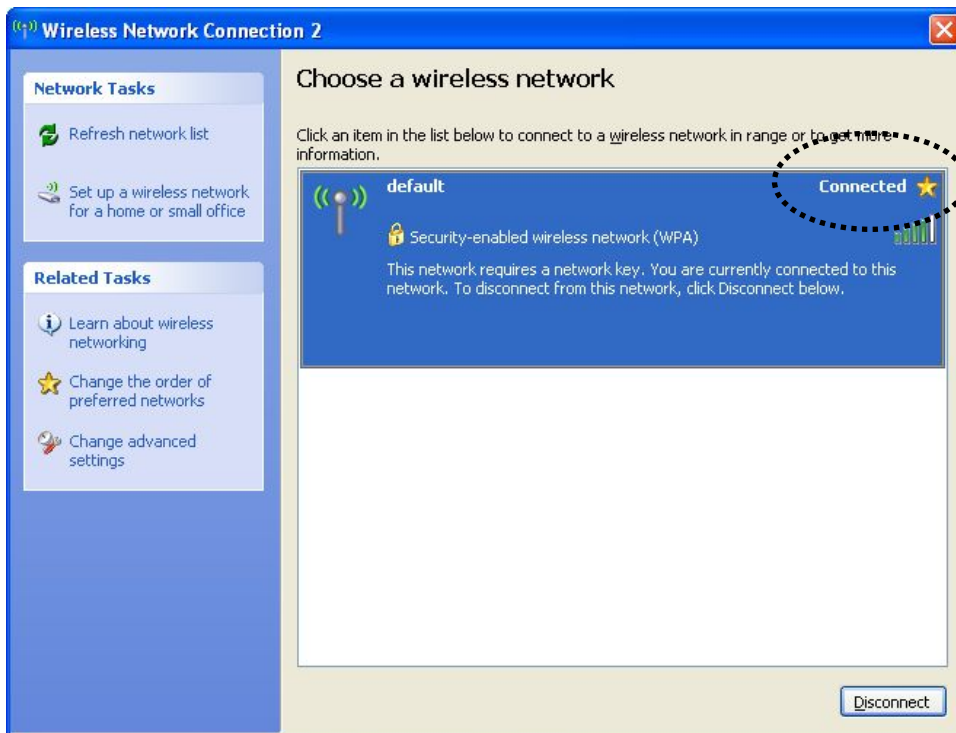 Wireless Network Connection 2
Network Tasks
Refresh network list
Set up a wireless network
for a home or small office
Related Tasks
Learn about wireless
networking
Change the order of
preferred networks
Change advanced
settings
Choose a wireless network
Click an item in the list below to connect to a wireless network in range or to get more
information.
default Connected
Security-enabled wireless network (WPA)
This network requires a network key. You are currently connected to this
network. To disconnect from this network, click Disconnect below.
Disconnect